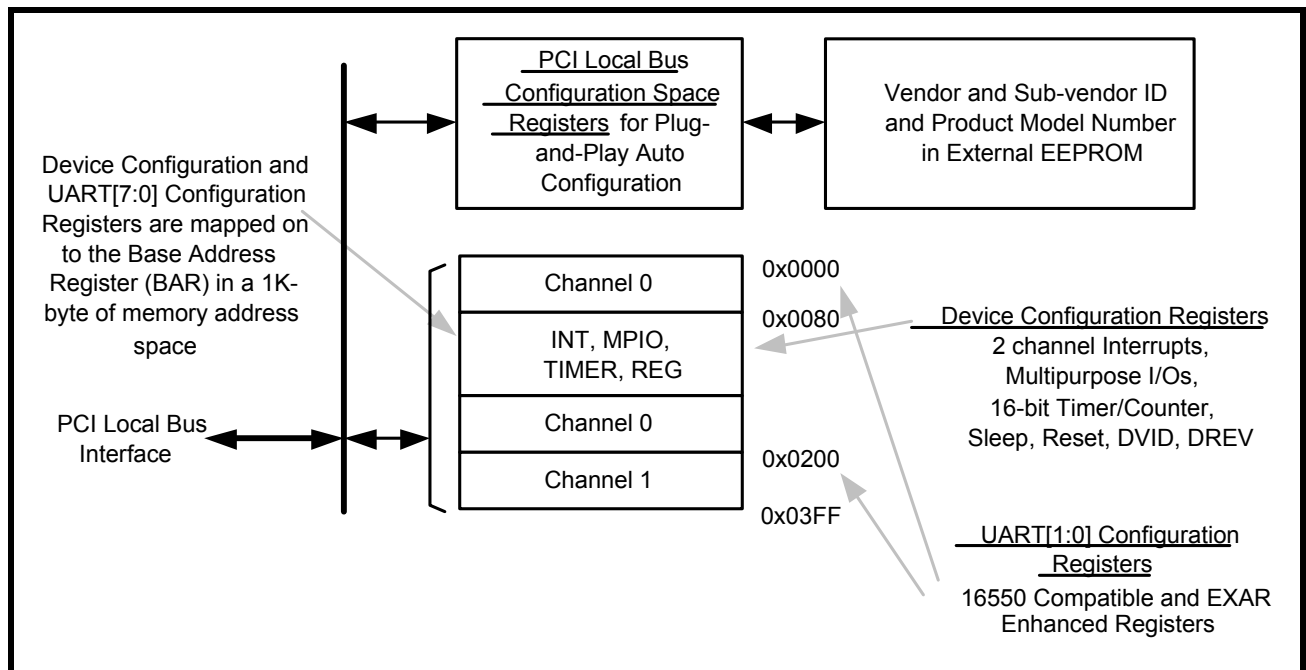 PCI Local Bus
Configuration Space
Registers for Plug-
and-Play Auto
Configuration
Vendor and Sub-vendor ID
and Product Model Number
in External EEPROM
Device Configuration and
UART[7:0] Configuration
Registers are mapped on
to the Base Address
Register (BAR) in a 1K-
byte of memory address
space
PCI Local Bus
Interface
Channel 0
INT, MPIO,
TIMER, REG
Channel 0
Channel 1
0x0000
0x0080
0x0200
0x03FF
Device Configuration Registers
2 channel Interrupts,
Multipurpose I/Os,
16-bit Timer/Counter,
Sleep, Reset, DVID, DREV
UART[1:0] Configuration
Registers
16550 Compatible and EXAR
Enhanced Registers